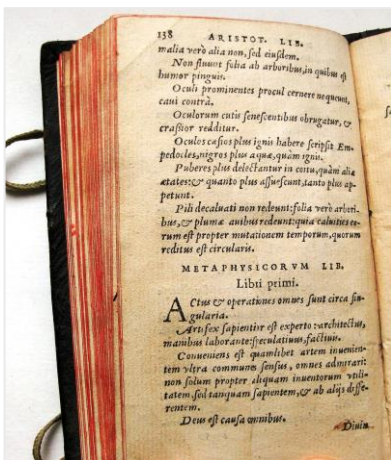 138 ARISTOT. LIB.
malia verò alia non, sed eiusdem.
Non fluunt folia ab arboribus, in quibus est
humor pinguis.
Oculi prominentes procul cernere nequeunt,
caui contrà.
Oculorum cutis senescentibus obrugatur, &
crassior redditur.
Oculos cæsios plus ignis habere scripsit Em-
pedocles, nigros plus aquæ, quàm ignis.
Puberes plus delectantur in coitu, quàm aliæ
ætates: & quanto plus assuescunt, tanto plus ap-
petunt.
Pili decaluati non redeunt: folia verò arbori-
bus, & plumæ auibus redeunt: quia caluities eo-
rum est propter mutationem temporum, quorum
reditus est circularis.
METAPHYSICORVM LIB.
Libri primi.
ACtus & operationes omnes sunt circa sin-
gularia.
Artifex sapientior est experto: architectus,
manibus laborante: speculatiuus, factiuus.
Conueniens est quamlibet artem inuenien-
tem vltra communes sensus, omnes admirari:
non solum propter aliquam inuentorum vtili-
tatem, sed tanquam sapientem, & ab alijs diffe-
rentem.
Deus est causa omnibus.
Diuin